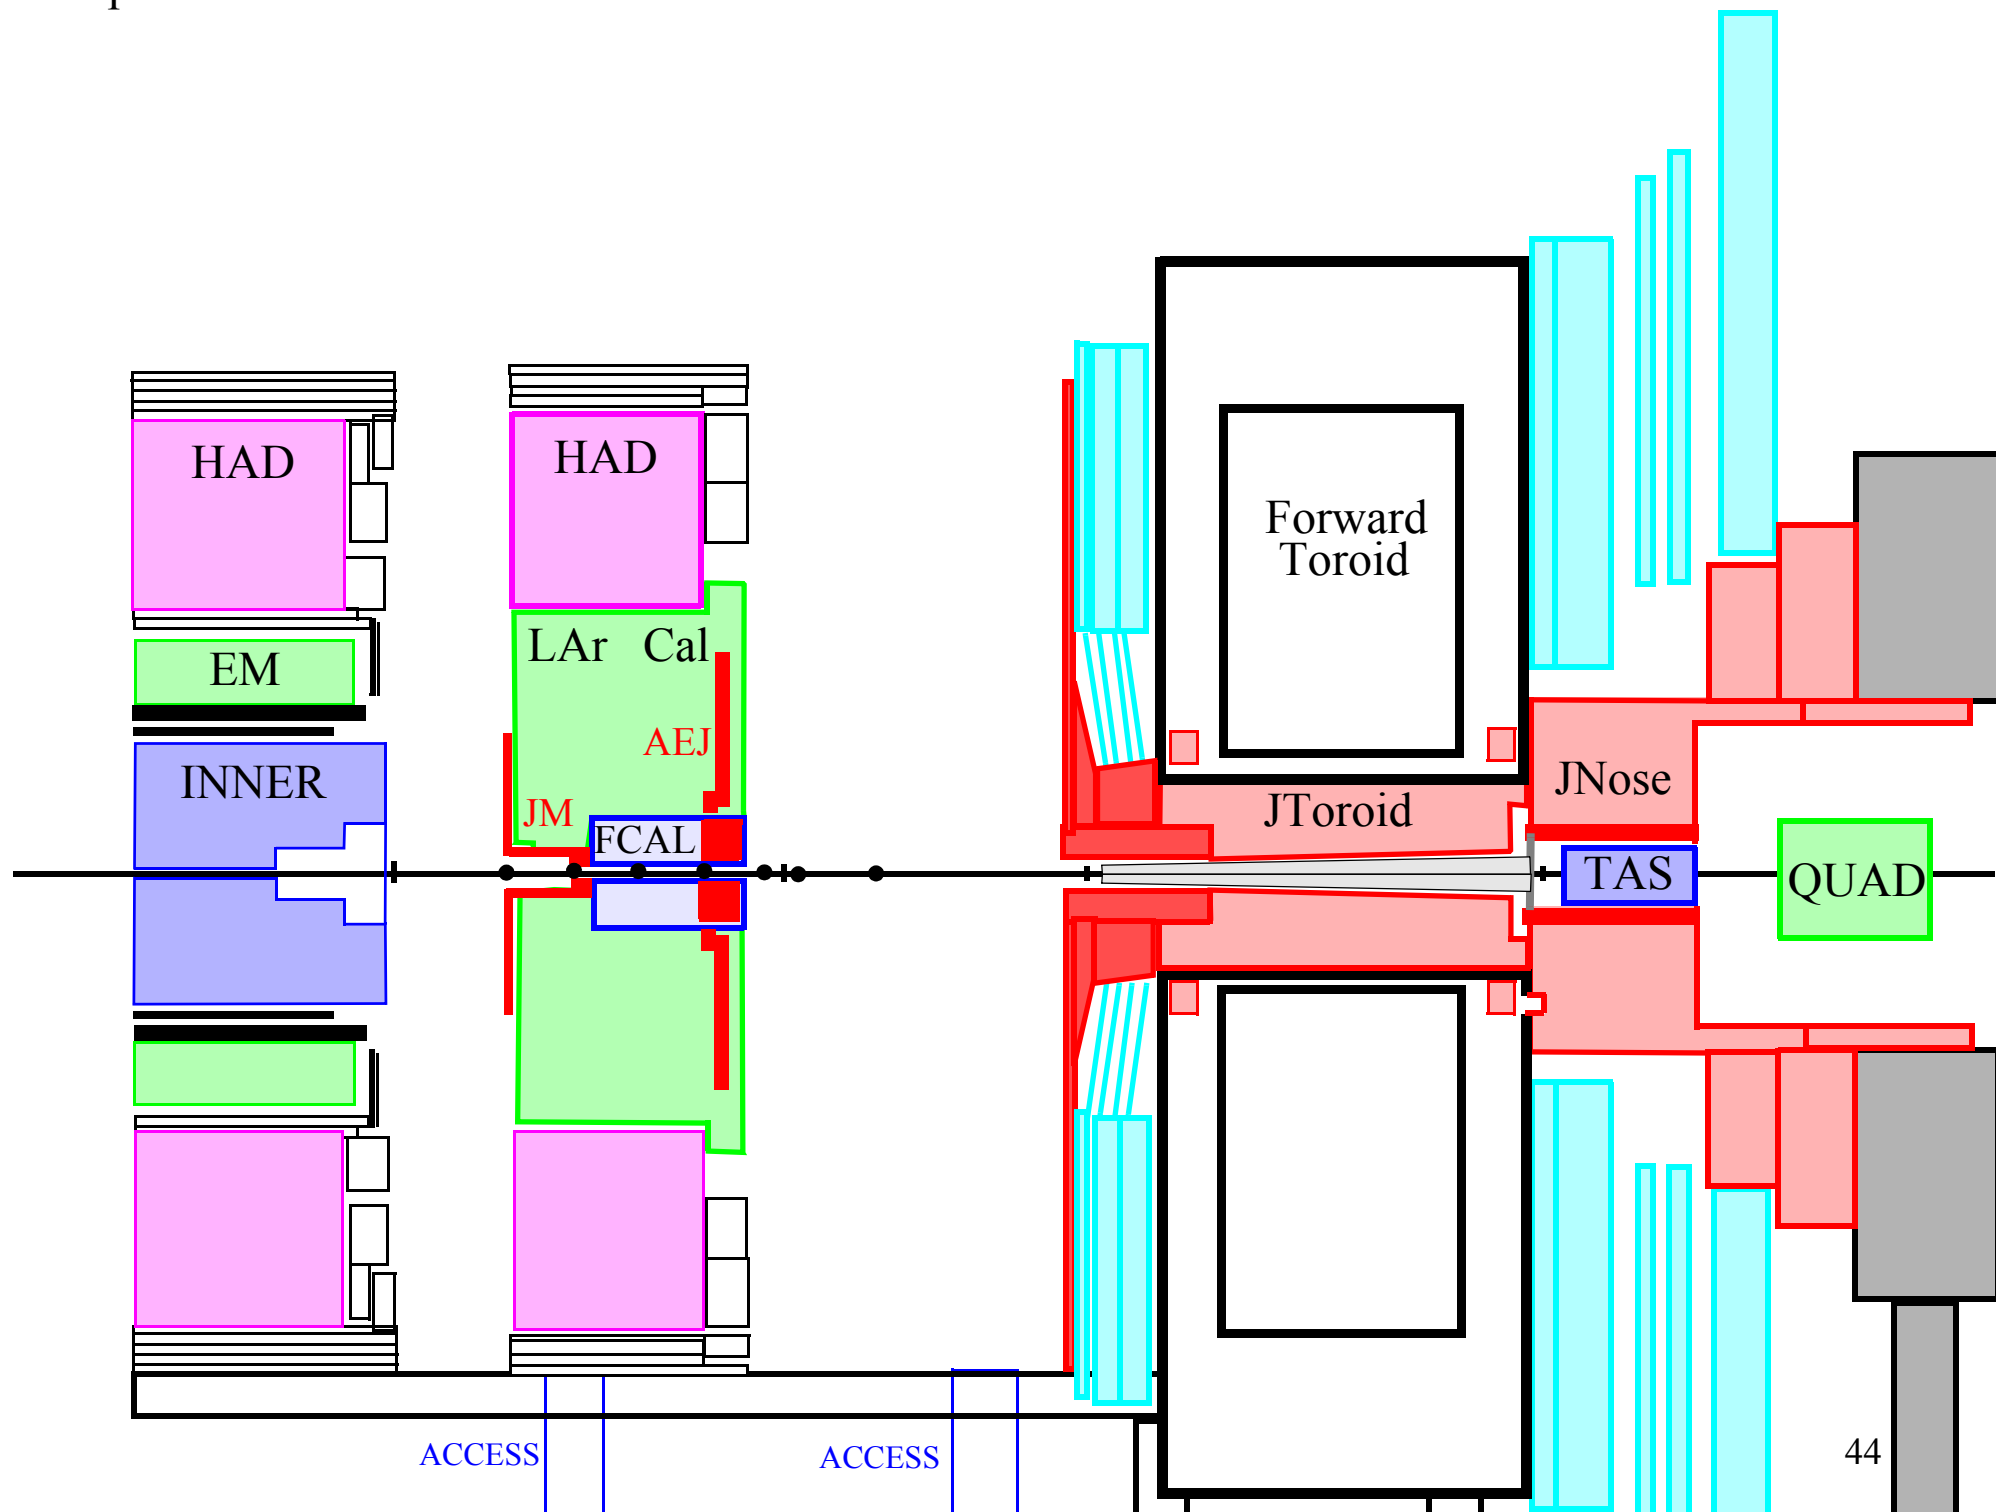 HAD
HAD
EM
INNER
LAr Cal
AEJ
JM
FCAL
Forward
Toroid
JToroid
JNose
TAS
QUAD
ACCESS
ACCESS
44